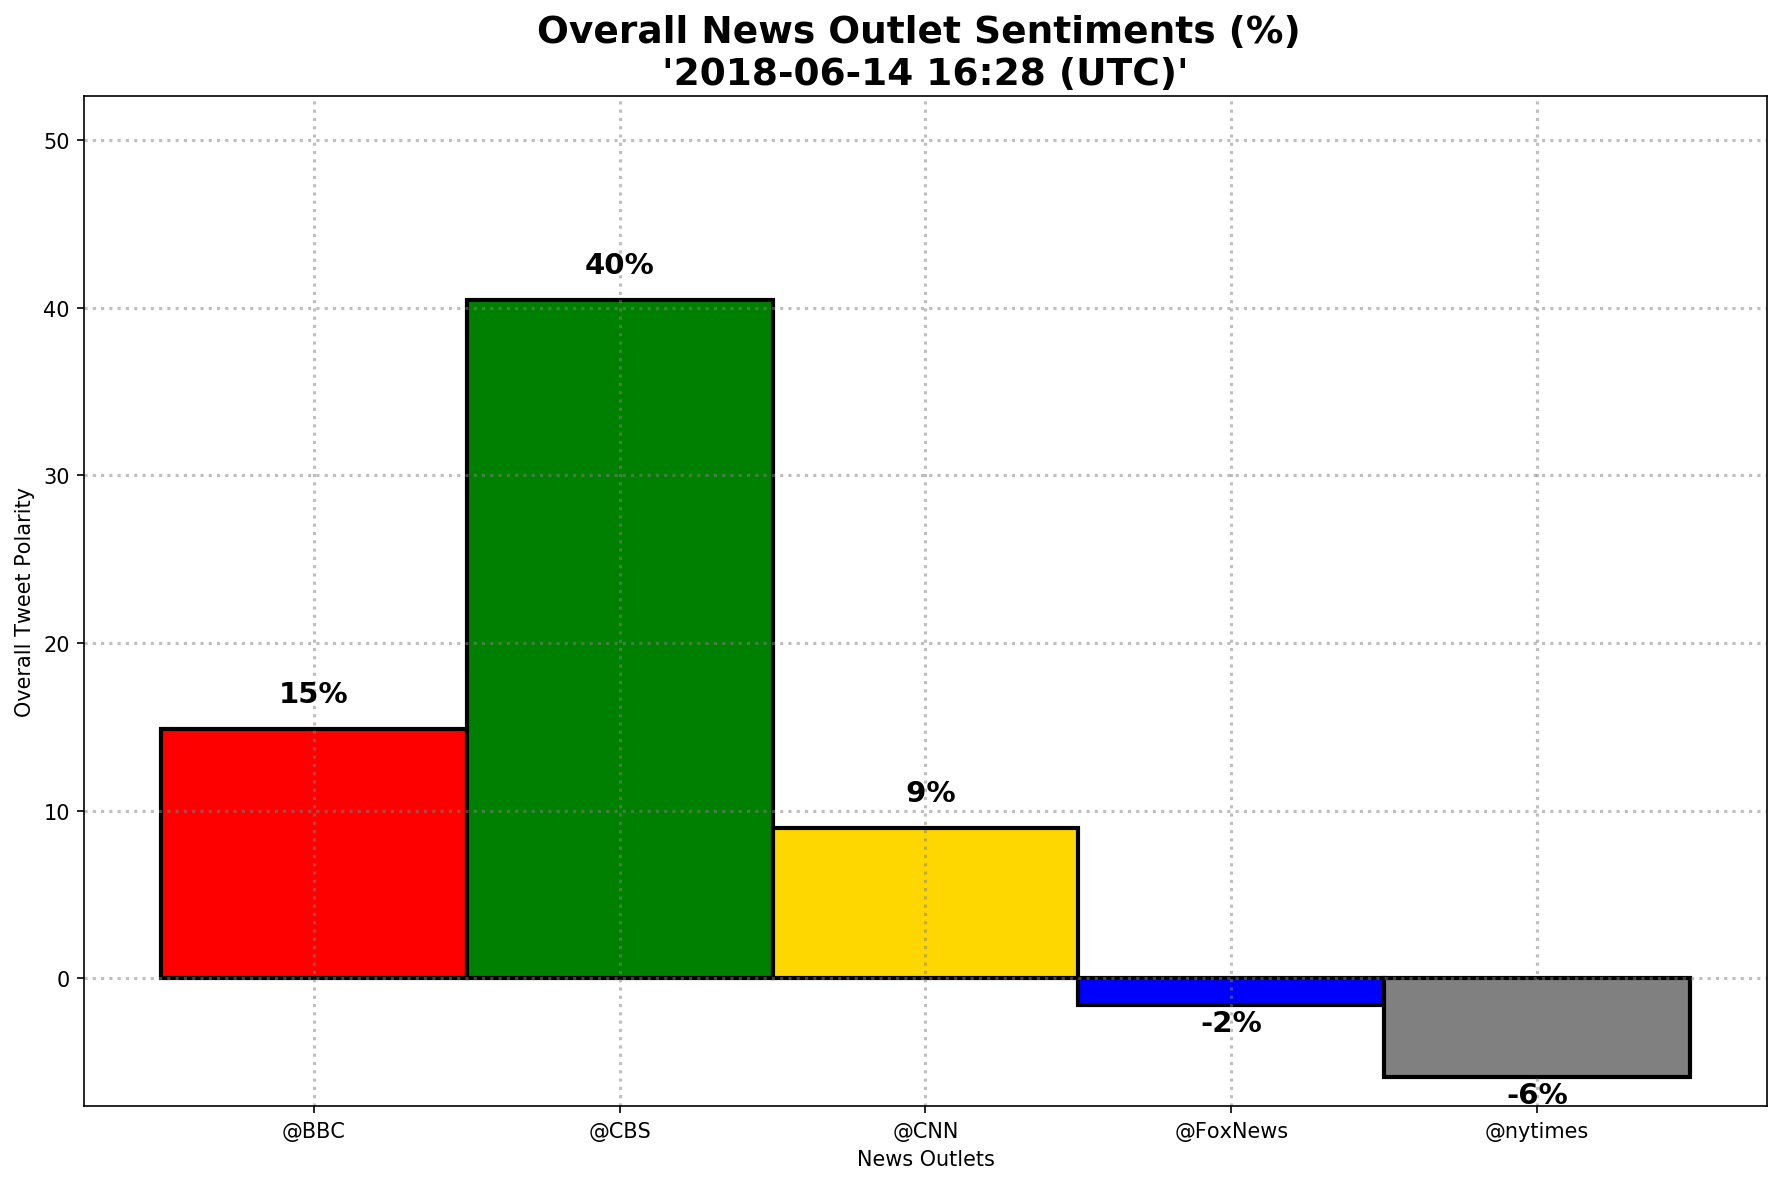 Overall News Outlet Sentiments (%)
'2018-06-14 16:28 (UTC)'
50
40
30
20
10
0
Overall Tweet Polarity
15%
40%
9%
-2%
-6%
@BBC
@CBS
@CNN
@FoxNews
@nytimes
News Outlets